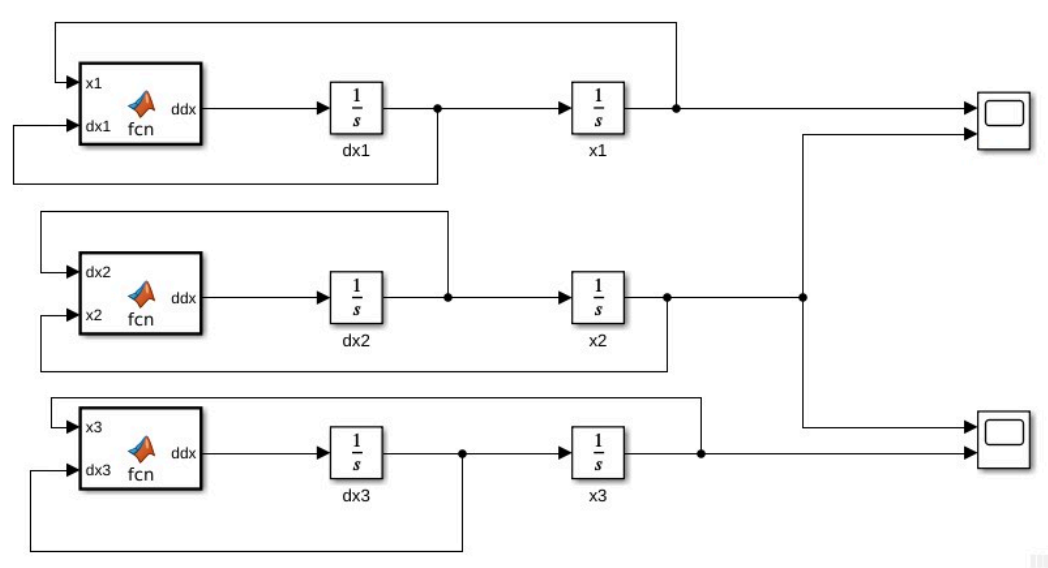 x1
dx1
ddx
fcn
1
s
dx1
1
s
x1
dx2
x2
ddx
fcn
1
s
dx2
1
s
x2
x3
dx3
ddx
fcn
1
s
dx3
1
s
x3